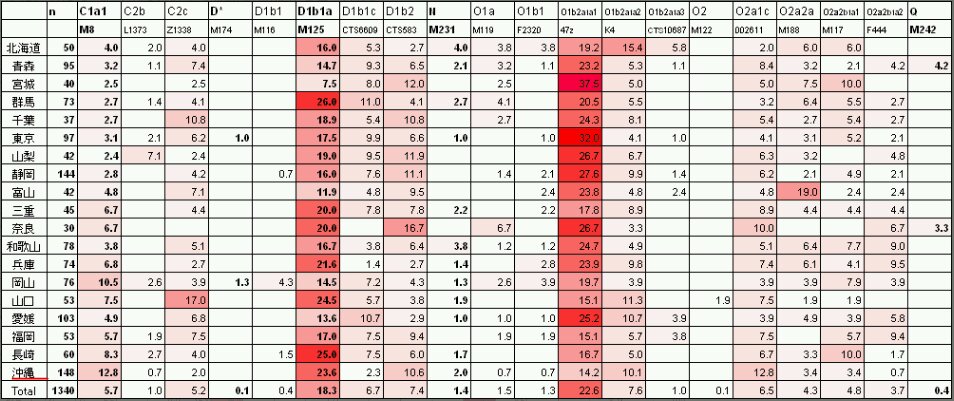 n C1a1 C2b C2c D* D1b1 D1b1a D1b1c D1b2 N O1a O1b1 O1b2a1a1 O1b2a1a2 O1b2a1a3 O2 O2a1c O2a2a O2a2b1a1 O2a2b1a2 Q
M8 L1373 Z1338 M174 M116 M125 CTS6609 CTS583 M231 M119 F2320 47z K4 CTS10687 M122 002611 M188 M117 F444 M242
北海道 50 4.0 2.0 4.0 16.0 5.3 2.7 4.0 3.8 3.8 19.2 15.4 5.8 2.0 6.0 6.0
青森 95 3.2 1.1 7.4 14.7 9.3 6.5 2.1 3.2 1.1 23.2 5.3 1.1 8.4 3.2 2.1 4.2 4.2
宮城 40 2.5 2.5 7.5 8.0 12.0 2.5 37.5 5.0 5.0 7.5 10.0
群馬 73 2.7 1.4 4.1 26.0 11.0 4.1 2.7 4.1 20.5 5.5 3.2 6.4 5.5 2.7
千葉 37 2.7 10.8 18.9 5.4 10.8 2.7 24.3 8.1 5.4 2.7 5.4 2.7
東京 97 3.1 2.1 6.2 1.0 17.5 9.9 6.6 1.0 1.0 32.0 4.1 1.0 4.1 3.1 5.2 2.1
山梨 42 2.4 7.1 2.4 19.0 9.5 11.9 26.7 6.7 6.3 3.2 4.8
静岡 144 2.8 4.2 0.7 16.0 7.6 11.1 1.4 2.1 27.6 9.9 1.4 6.2 2.1 4.9 2.1
富山 42 4.8 7.1 11.9 4.8 9.5 2.4 23.8 4.8 2.4 4.8 19.0 2.4 2.4
三重 45 6.7 4.4 20.0 7.8 7.8 2.2 2.2 17.8 8.9 8.9 4.4 4.4 4.4
奈良 30 6.7 20.0 16.7 6.7 26.7 3.3 10.0 6.7 3.3
和歌山 78 3.8 5.1 16.7 3.8 6.4 3.8 1.2 1.2 24.7 4.9 5.1 6.4 7.7 9.0
兵庫 74 6.8 2.7 21.6 1.4 2.7 1.4 2.8 23.9 9.9 7.4 6.1 4.1 9.5
岡山 76 10.5 2.6 3.9 1.3 4.3 14.5 7.2 4.3 1.3 2.6 3.9 19.7 3.9 3.9 7.9 3.9 3.9
山口 53 7.5 17.0 24.5 5.7 3.8 1.9 15.1 11.3 1.9 7.5 1.9 1.9
愛媛 103 4.9 6.8 13.6 10.7 2.9 1.0 1.0 1.0 25.2 10.7 3.9 3.9 4.9 3.9 5.8
福岡 53 5.7 1.9 7.5 17.0 7.5 9.4 1.9 1.9 15.1 5.7 3.8 7.5 5.7 9.4
長崎 60 8.3 2.7 4.0 1.5 25.0 7.5 6.0 1.7 16.7 5.0 6.7 3.3 10.0 1.7
沖縄 148 12.8 0.7 2.0 23.6 2.3 10.6 2.0 0.7 0.7 14.2 10.1 12.8 3.4 3.4 0.7
Total 1340 5.7 1.0 5.2 0.1 0.4 18.3 6.7 7.4 1.4 1.5 1.3 22.6 7.6 1.0 0.1 6.5 4.3 4.8 3.7 0.4